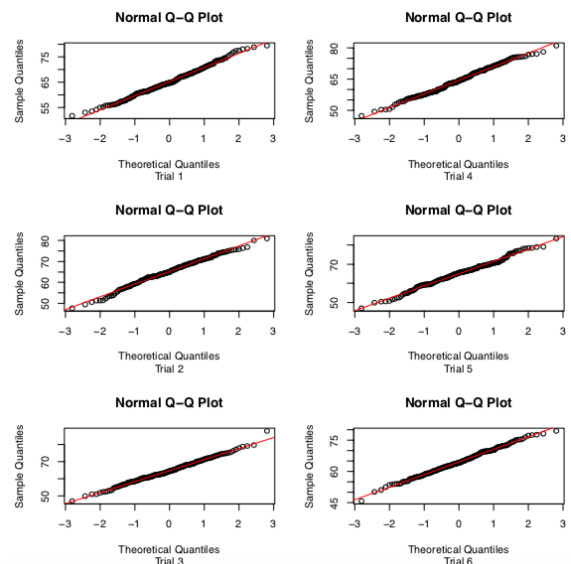 Normal Q−Q Plot
Sample Quantiles
75
65
55
−3 −2 −1 0 1 2 3
Theoretical Quantiles
Trial 1
Normal Q−Q Plot
Sample Quantiles
80
65
50
−3 −2 −1 0 1 2 3
Theoretical Quantiles
Trial 4
Normal Q−Q Plot
Sample Quantiles
80
70
60
50
−3 −2 −1 0 1 2 3
Theoretical Quantiles
Trial 2
Normal Q−Q Plot
Sample Quantiles
70
50
−3 −2 −1 0 1 2 3
Theoretical Quantiles
Trial 5
Normal Q−Q Plot
Sample Quantiles
70
50
−3 −2 −1 0 1 2 3
Theoretical Quantiles
Trial 3
Normal Q−Q Plot
Sample Quantiles
75
60
45
−3 −2 −1 0 1 2 3
Theoretical Quantiles
Trial 6